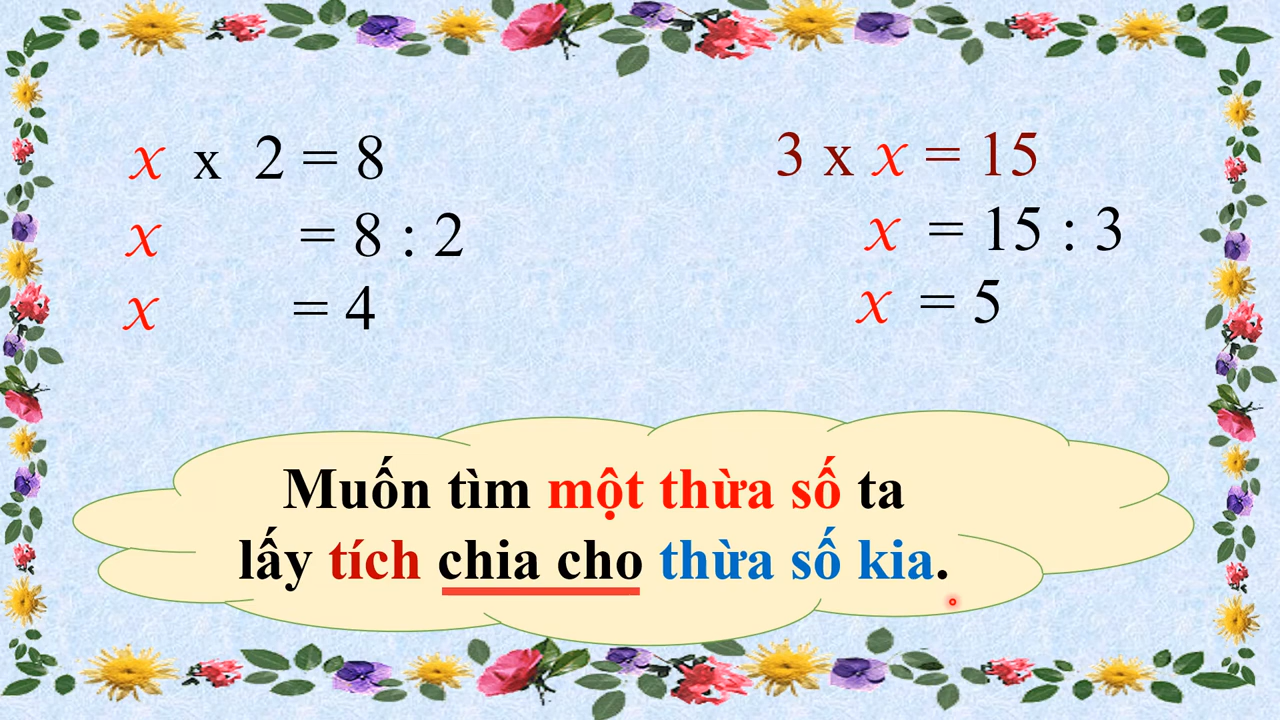 x x 2 = 8
x = 8 : 2
x = 4
3 x x = 15
x = 15 : 3
x = 5
Muốn tìm một thừa số ta
lấy tích chia cho thừa số kia.